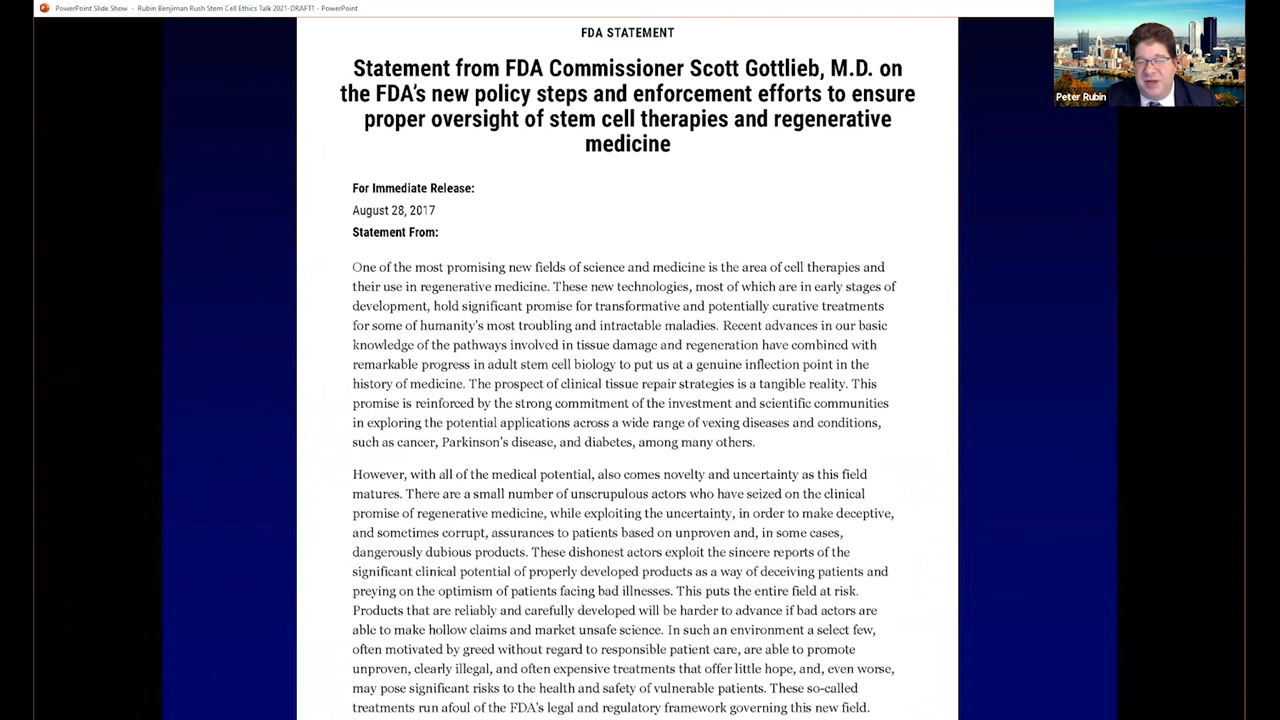 PowerPoint Slide Show - Rubin Benjiman Rush Stem Cell Ethics Talk 2021-DRAFT1 - PowerPoint
FDA STATEMENT
Statement from FDA Commissioner Scott Gottlieb, M.D. on
the FDA's new policy steps and enforcement efforts to ensure
proper oversight of stem cell therapies and regenerative
medicine
Peter Rubin
For Immediate Release:
August 28, 2017
Statement From:
One of the most promising new fields of science and medicine is the area of cell therapies and
their use in regenerative medicine. These new technologies, most of which are in early stages of
development, hold significant promise for transformative and potentially curative treatments
for some of humanity's most troubling and intractable maladies. Recent advances in our basic
knowledge of the pathways involved in tissue damage and regeneration have combined with
remarkable progress in adult stem cell biology to put us at a genuine inflection point in the
history of medicine. The prospect of clinical tissue repair strategies is a tangible reality. This
promise is reinforced by the strong commitment of the investment and scientific communities
in exploring the potential applications across a wide range of vexing diseases and conditions,
such as cancer, Parkinson's disease, and diabetes, among many others.
However, with all of the medical potential, also comes novelty and uncertainty as this field
matures. There are a small number of unscrupulous actors who have seized on the clinical
promise of regenerative medicine, while exploiting the uncertainty, in order to make deceptive,
and sometimes corrupt, assurances to patients based on unproven and, in some cases,
dangerously dubious products. These dishonest actors exploit the sincere reports of the
significant clinical potential of properly developed products as a way of deceiving patients and
preying on the optimism of patients facing bad illnesses. This puts the entire field at risk.
Products that are reliably and carefully developed will be harder to advance if bad actors are
able to make hollow claims and market unsafe science. In such an environment a select few,
often motivated by greed without regard to responsible patient care, are able to promote
unproven, clearly illegal, and often expensive treatments that offer little hope, and, even worse,
may pose significant risks to the health and safety of vulnerable patients. These so-called
treatments run afoul of the FDA's legal and regulatory framework governing this new field.